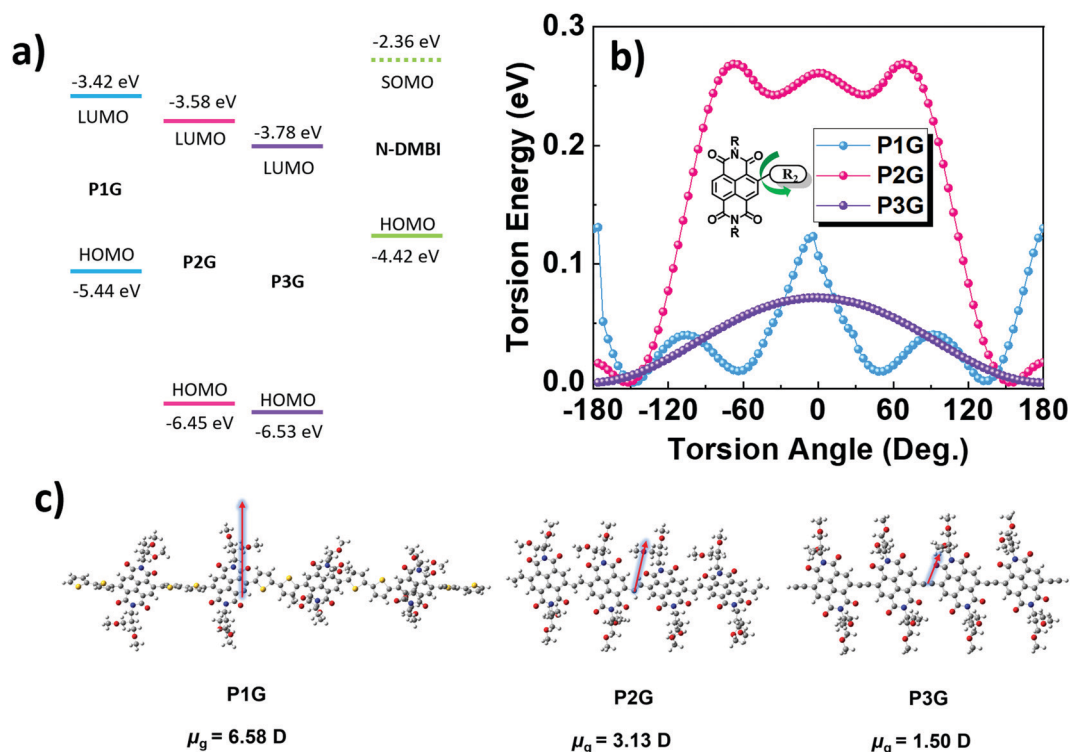 a)
-3.42 eV
LUMO
P1G
HOMO
-5.44 eV
-3.58 eV
LUMO
P2G
HOMO
-6.45 eV
-3.78 eV
LUMO
P3G
HOMO
-6.53 eV
-2.36 eV
SOMO
N-DMBI
HOMO
-4.42 eV
b)
Torsion Energy (eV)
0.3
0.2
0.1
0.0
-180 -120 -60 0 60 120 180
Torsion Angle (Deg.)
R
O N O
R₂
O N O
R
P1G
P2G
P3G
c)
P1G
μg = 6.58 D
P2G
μg = 3.13 D
P3G
μg = 1.50 D